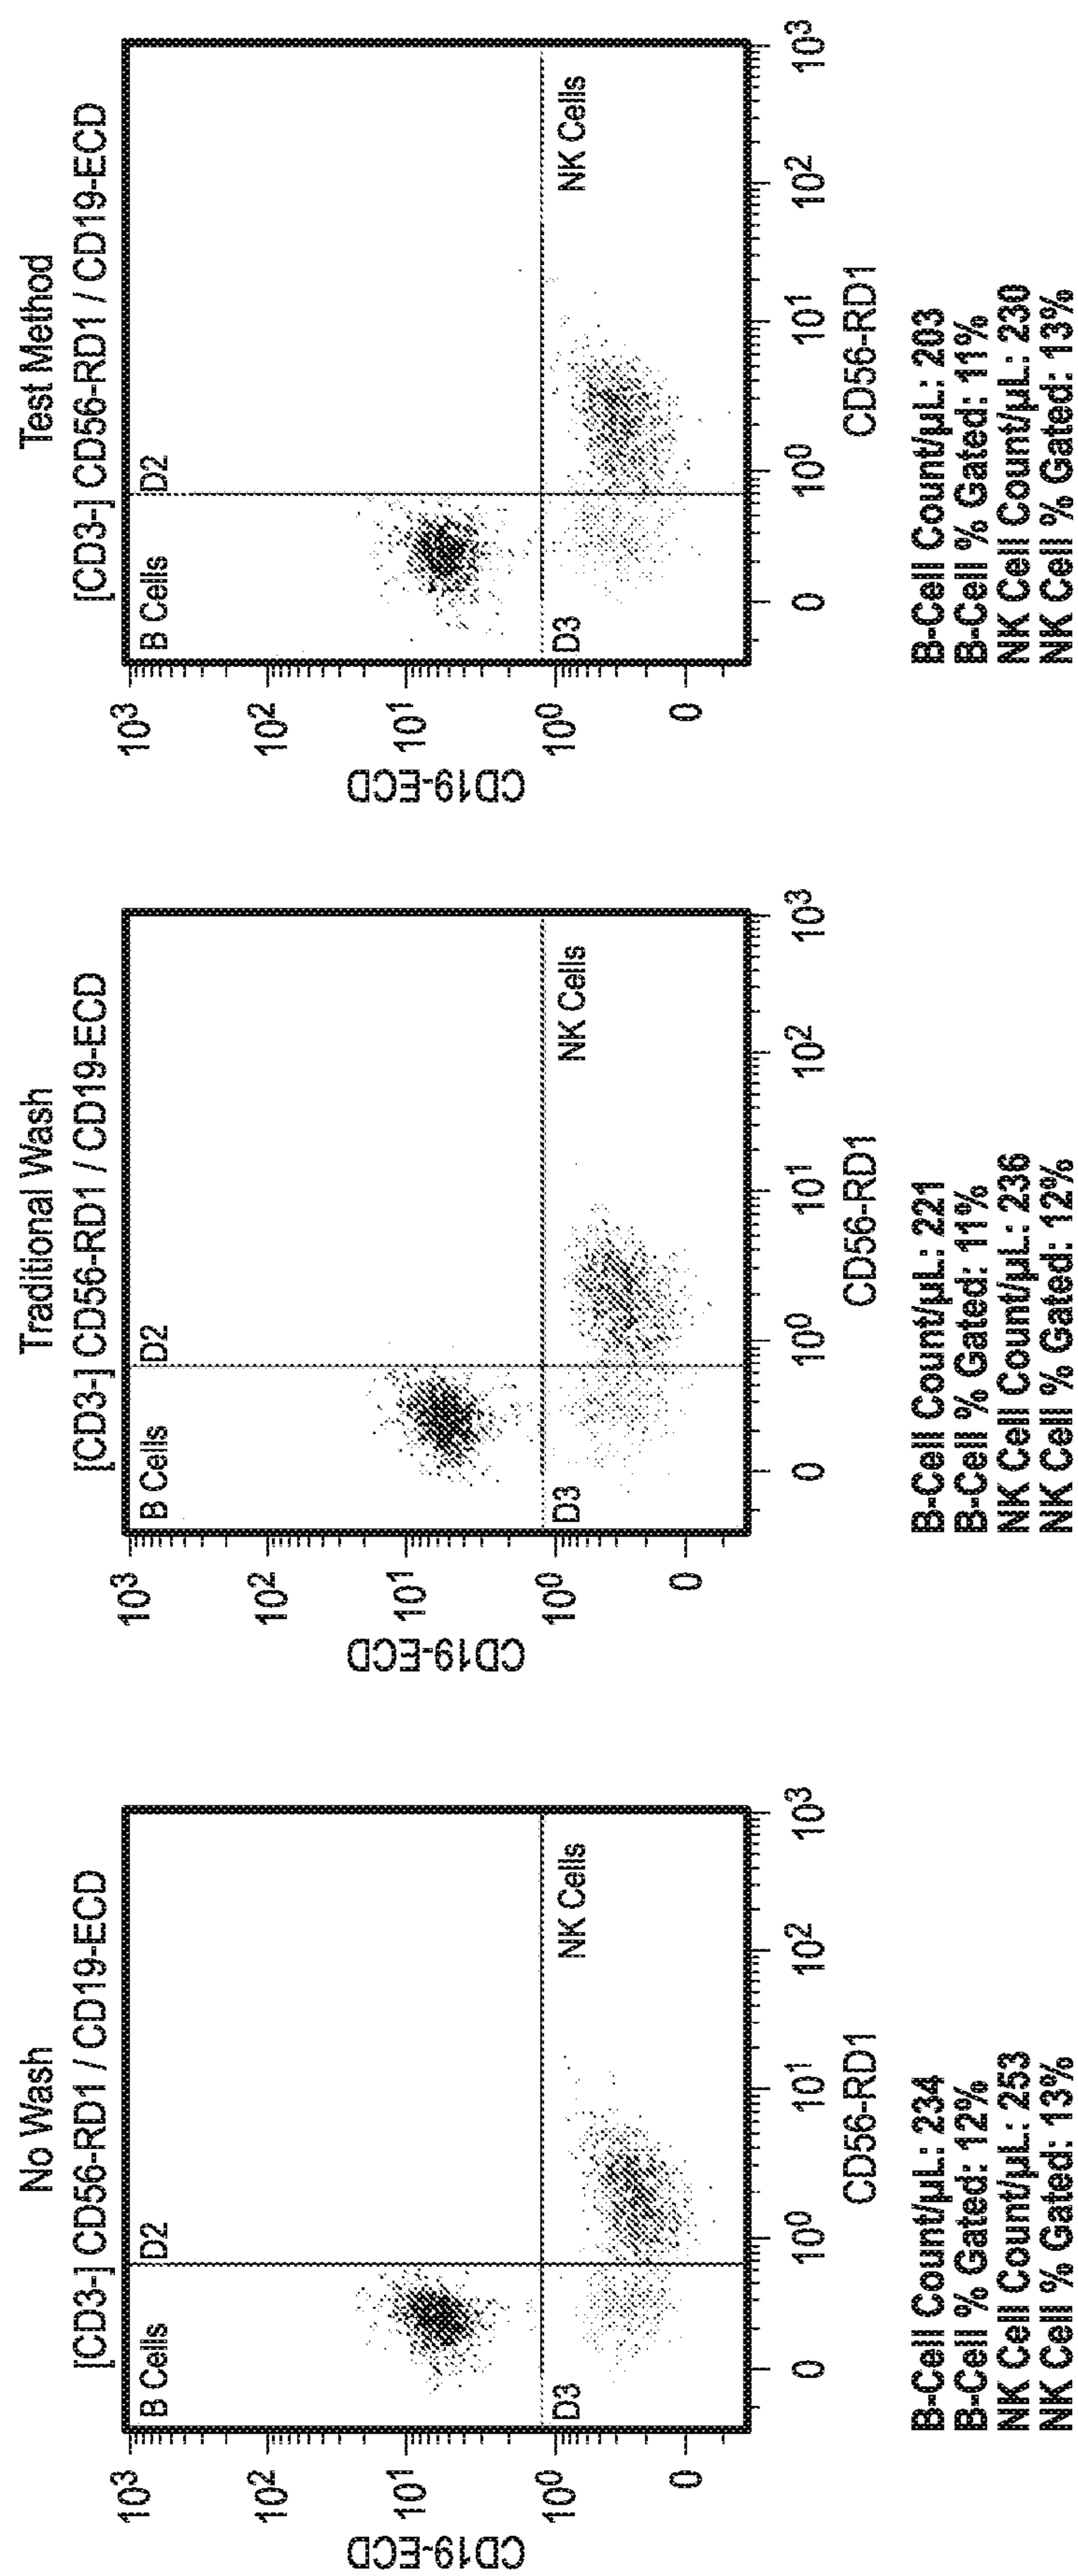 No Wash
[CD3-] CD56-RD1 / CD19-ECD
B Cells
D2
D3
NK Cells
10³
10²
10¹
10⁰
0
CD19-ECD
0
10⁰
10¹
10²
10³
CD56-RD1
B-Cell Count/µL: 234
B-Cell % Gated: 12%
NK Cell Count/µL: 253
NK Cell % Gated: 13%
Traditional Wash
[CD3-] CD56-RD1 / CD19-ECD
B Cells
D2
D3
NK Cells
10³
10²
10¹
10⁰
0
CD19-ECD
0
10⁰
10¹
10²
10³
CD56-RD1
B-Cell Count/µL: 221
B-Cell % Gated: 11%
NK Cell Count/µL: 236
NK Cell % Gated: 12%
Test Method
[CD3-] CD56-RD1 / CD19-ECD
B Cells
D2
D3
NK Cells
10³
10²
10¹
10⁰
0
CD19-ECD
0
10⁰
10¹
10²
10³
CD56-RD1
B-Cell Count/µL: 203
B-Cell % Gated: 11%
NK Cell Count/µL: 230
NK Cell % Gated: 13%